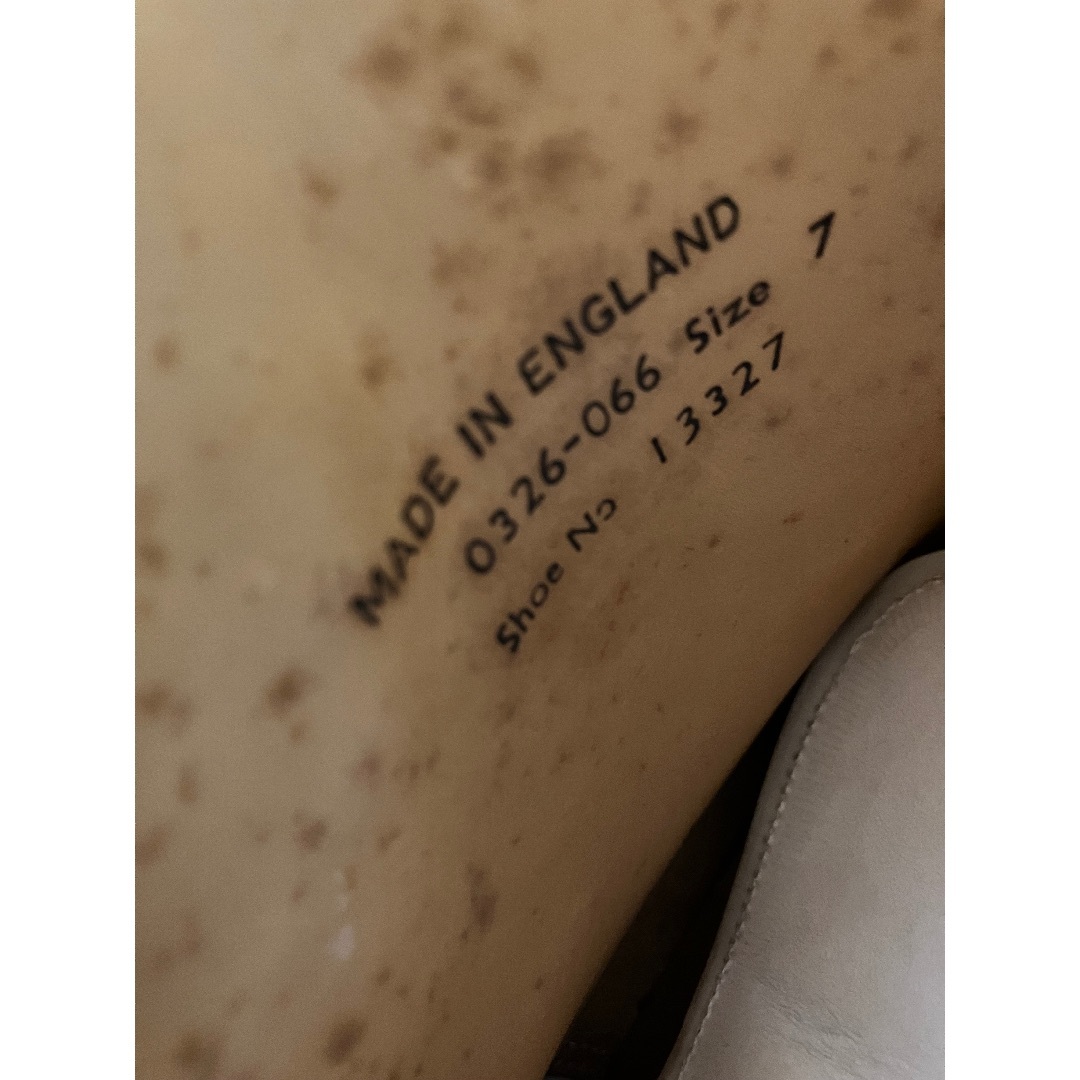 MADE IN ENGLAND
0326-066 Size 7
Shoe No 13327